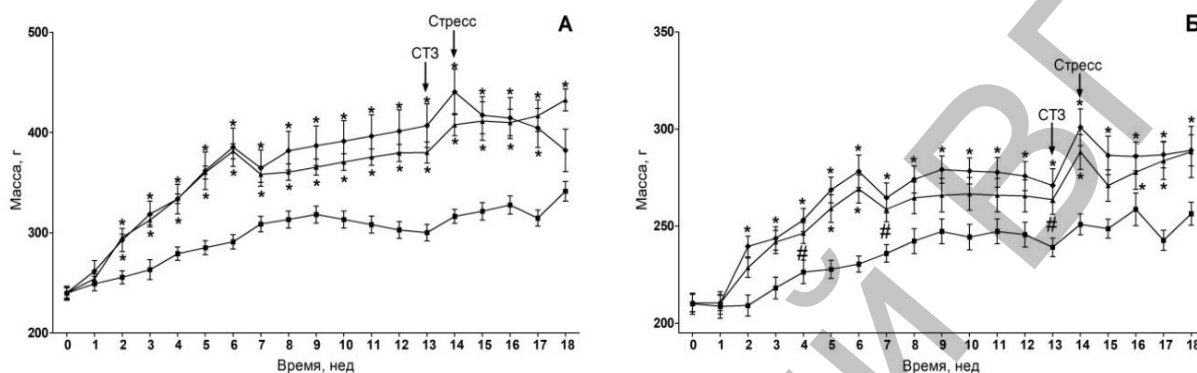 А
500
400
300
200
Масса, г
СТЗ
Стресс
* * * * * * * * * * * * * * * * *
* * * * * * * * * * * * * * * *
0 1 2 3 4 5 6 7 8 9 10 11 12 13 14 15 16 17 18
Время, нед
Б
350
300
250
200
Масса, г
СТЗ
Стресс
* * * * * * * * * * * * * * * * *
* * * * *
# # #
0 1 2 3 4 5 6 7 8 9 10 11 12 13 14 15 16 17 18
Время, нед